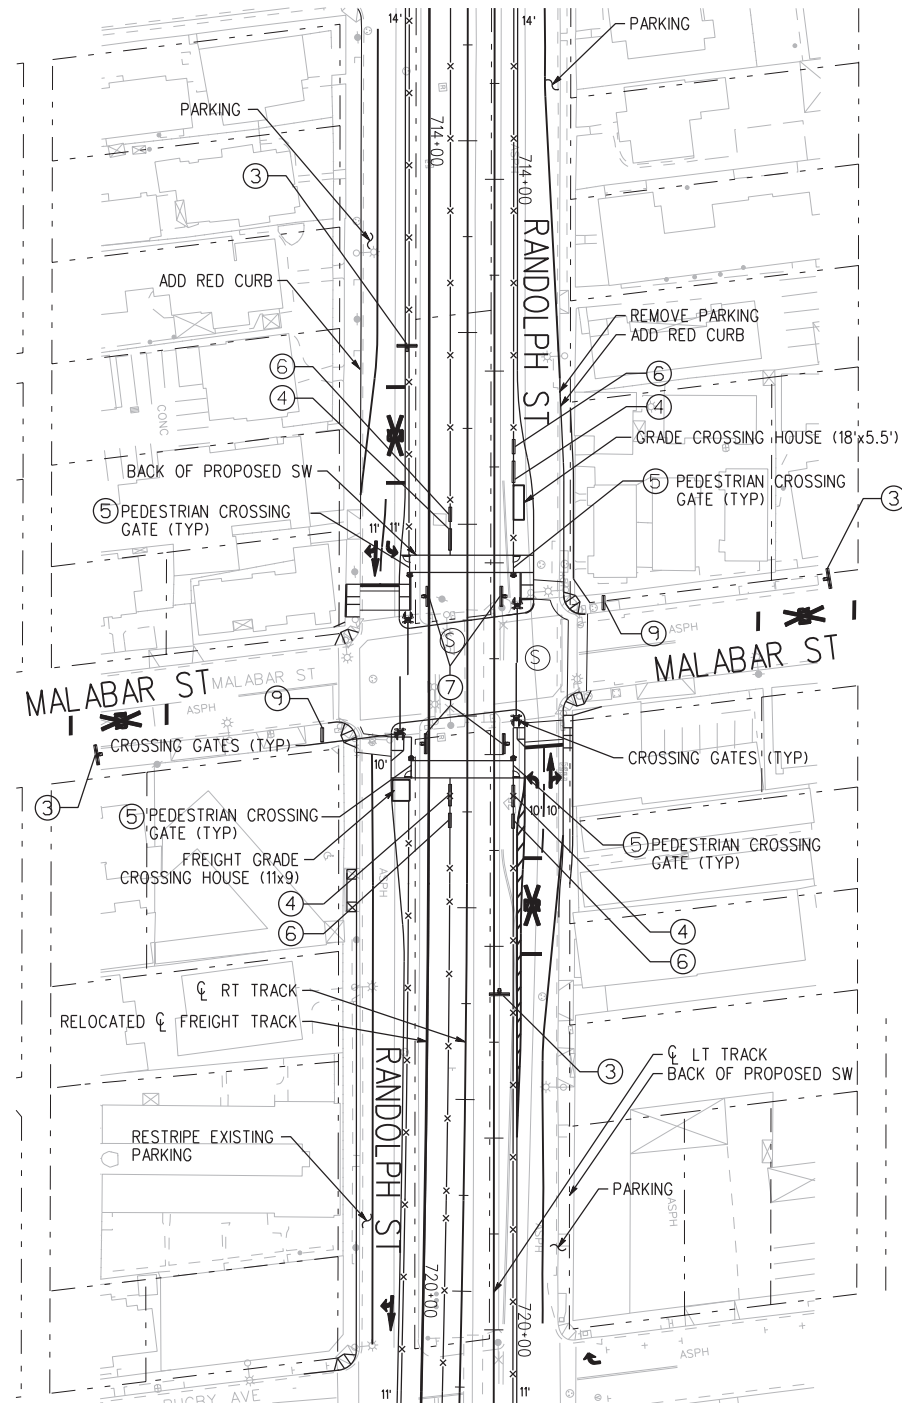 14'
14'
PARKING
PARKING
714+00
3
714+00
RANDOLPH ST
ADD RED CURB
REMOVE PARKING
ADD RED CURB
6
6
4
4
CONC
GRADE CROSSING HOUSE (18'x5.5')
BACK OF PROPOSED SW
5 PEDESTRIAN CROSSING
GATE (TYP)
3
5 PEDESTRIAN CROSSING
GATE (TYP)
11' 11'
9
ASPH
S
S
MALABAR ST
MALABAR ST
MALABAR ST
7
9
ASPH
CROSSING GATES (TYP)
CROSSING GATES (TYP)
10'
3
5 PEDESTRIAN CROSSING
GATE (TYP)
10' 10'
5 PEDESTRIAN CROSSING
GATE (TYP)
FREIGHT GRADE
CROSSING HOUSE (11x9)
ASPH
4
4
6
6
℄ RT TRACK
RELOCATED ℄ FREIGHT TRACK
3
℄ LT TRACK
BACK OF PROPOSED SW
RANDOLPH ST
RESTRIPE EXISTING
PARKING
PARKING
ASPH
ASPH
720+00
720+00
ASPH
11'
11'
RUGBY AVE